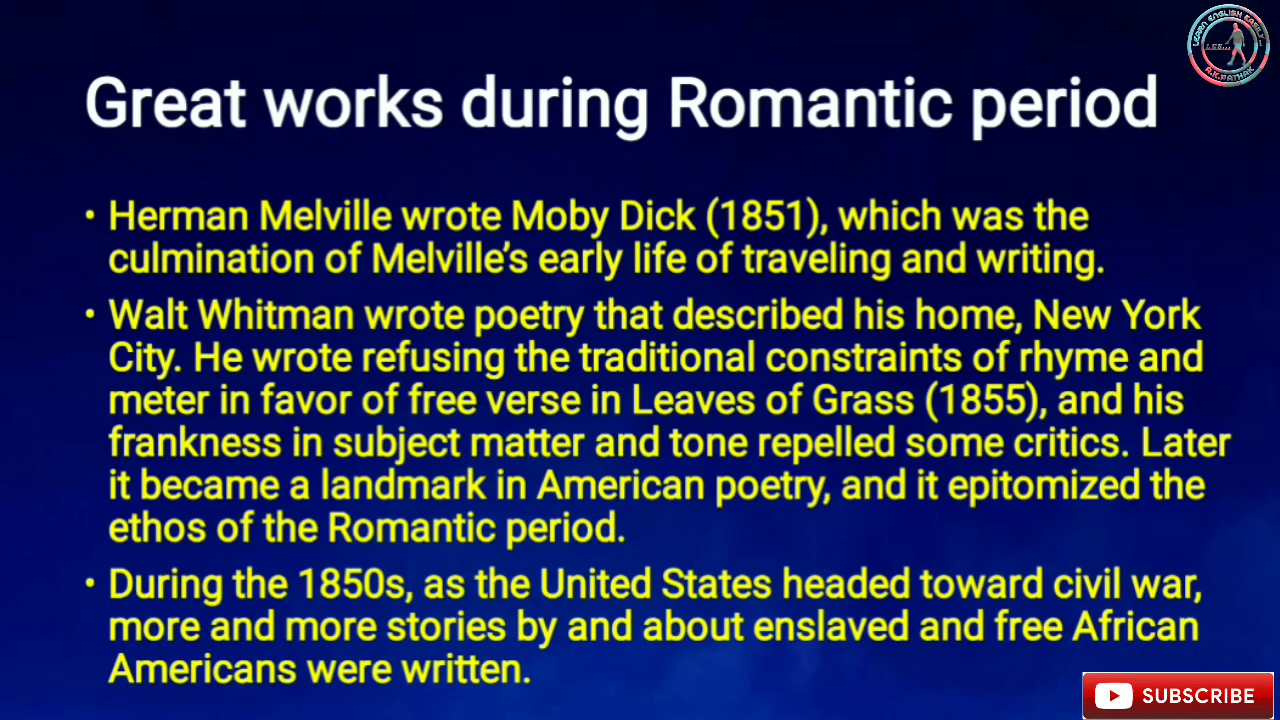 LEARN ENGLISH EASILY
LEE...
R.K.PATHAK
Great works during Romantic period
• Herman Melville wrote Moby Dick (1851), which was the
culmination of Melville’s early life of traveling and writing.
• Walt Whitman wrote poetry that described his home, New York
City. He wrote refusing the traditional constraints of rhyme and
meter in favor of free verse in Leaves of Grass (1855), and his
frankness in subject matter and tone repelled some critics. Later
it became a landmark in American poetry, and it epitomized the
ethos of the Romantic period.
• During the 1850s, as the United States headed toward civil war,
more and more stories by and about enslaved and free African
Americans were written.
SUBSCRIBE